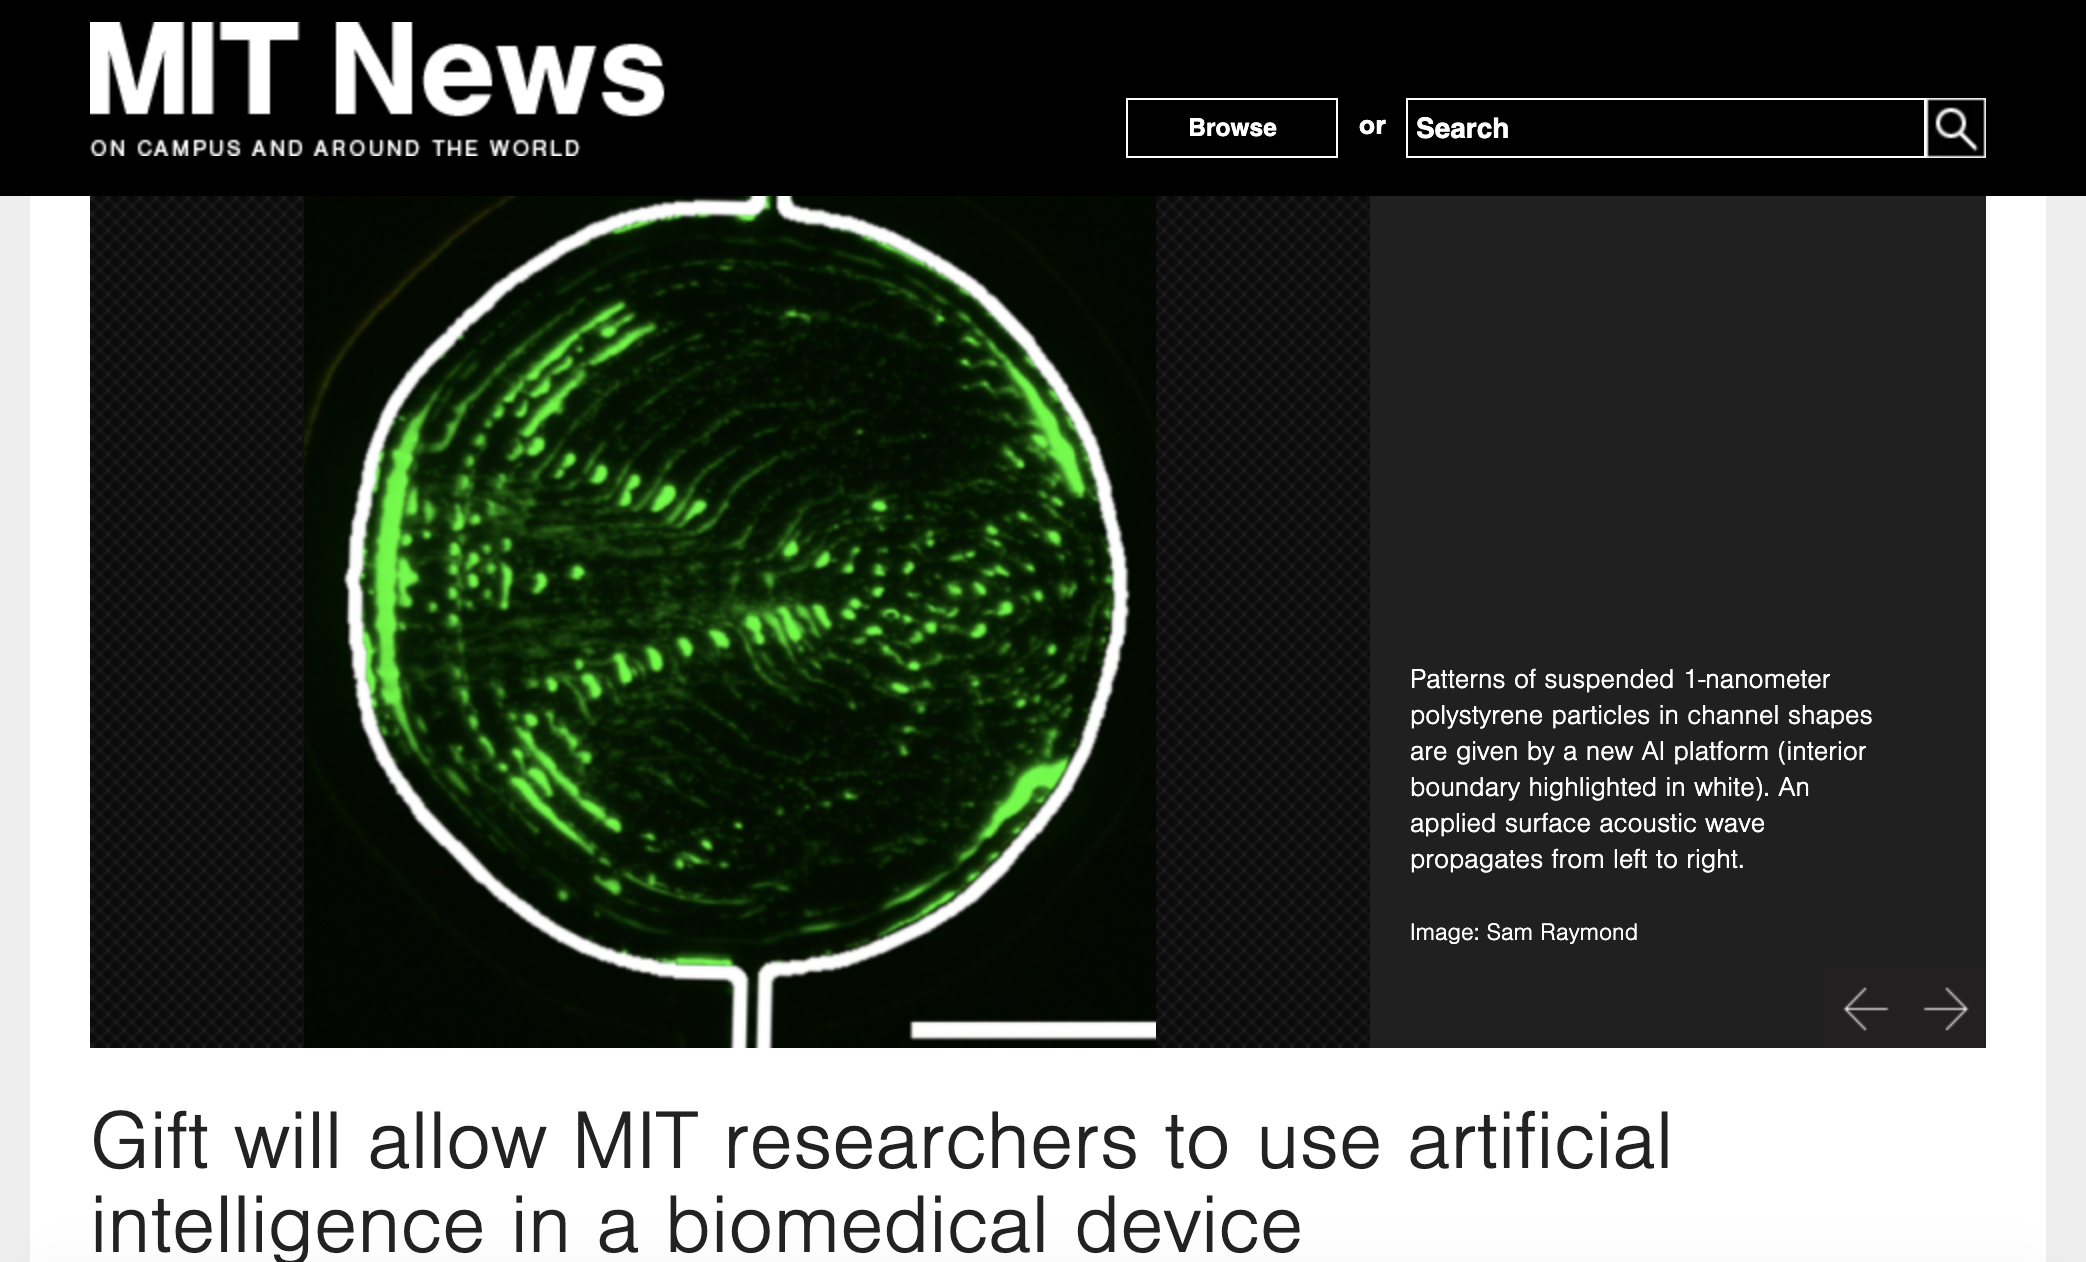 MIT News
ON CAMPUS AND AROUND THE WORLD
Browse
or
Search
Patterns of suspended 1-nanometer
polystyrene particles in channel shapes
are given by a new AI platform (interior
boundary highlighted in white). An
applied surface acoustic wave
propagates from left to right.
Image: Sam Raymond
Gift will allow MIT researchers to use artificial
intelligence in a biomedical device